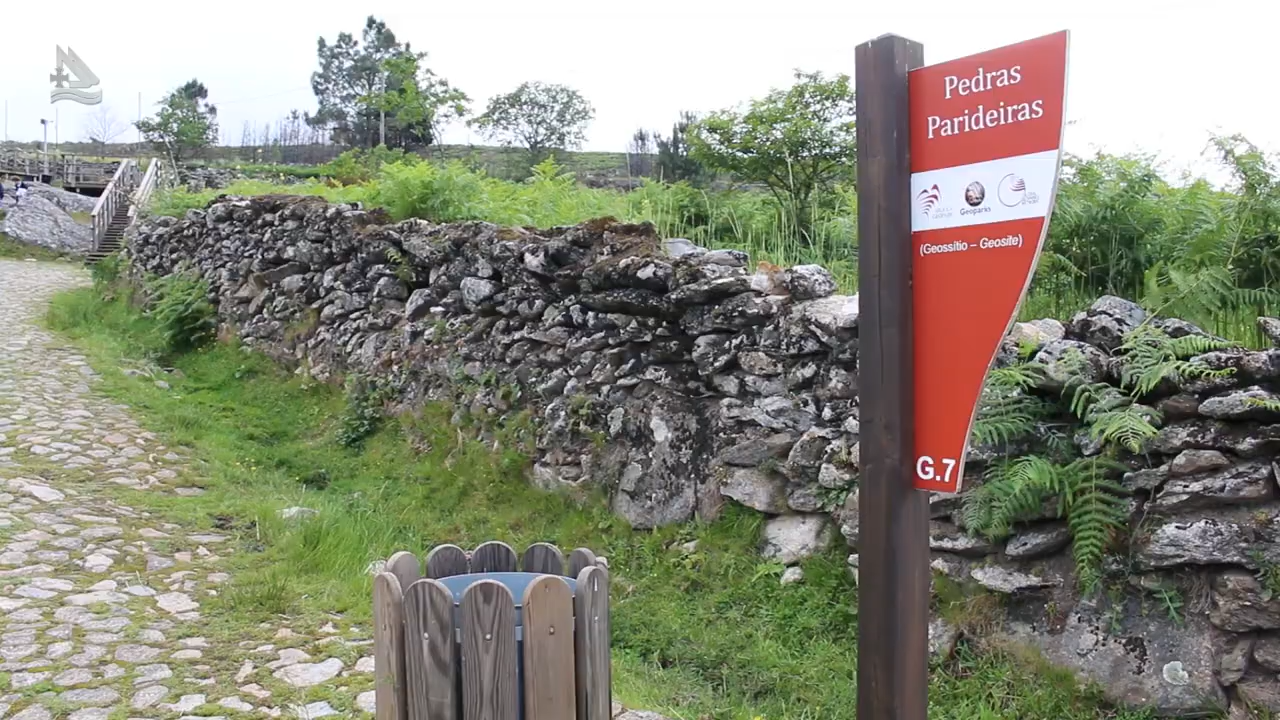 Pedras
Parideiras
Geoparks
(Geossítio – Geosite)
G.7